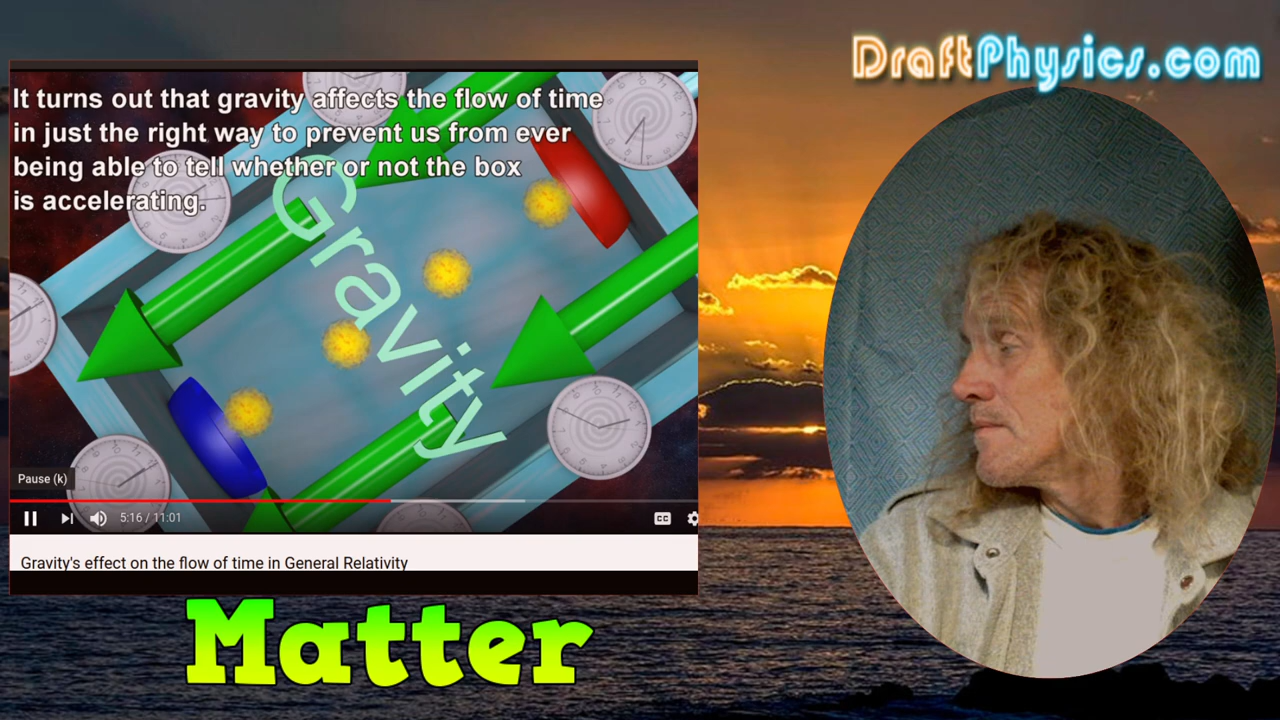 DraftPhysics.com
It turns out that gravity affects the flow of time
in just the right way to prevent us from ever
being able to tell whether or not the box
is accelerating.
Gravity
Pause (k)
5:16 / 11:01
CC
Gravity's effect on the flow of time in General Relativity
Matter